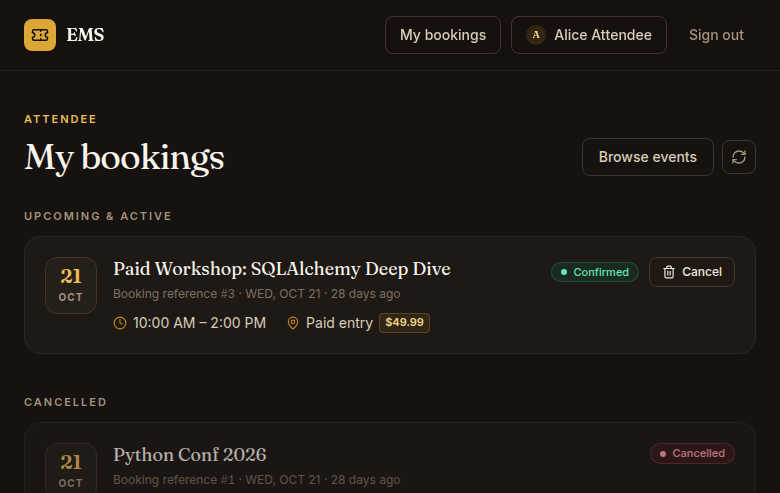 EMS
My bookings
A Alice Attendee
Sign out
ATTENDEE
My bookings
Browse events
UPCOMING & ACTIVE
21
OCT
Paid Workshop: SQLAlchemy Deep Dive
Booking reference #3 · WED, OCT 21 · 28 days ago
10:00 AM – 2:00 PM
Paid entry $49.99
Confirmed
Cancel
CANCELLED
21
OCT
Python Conf 2026
Booking reference #1 · WED, OCT 21 · 28 days ago
Cancelled